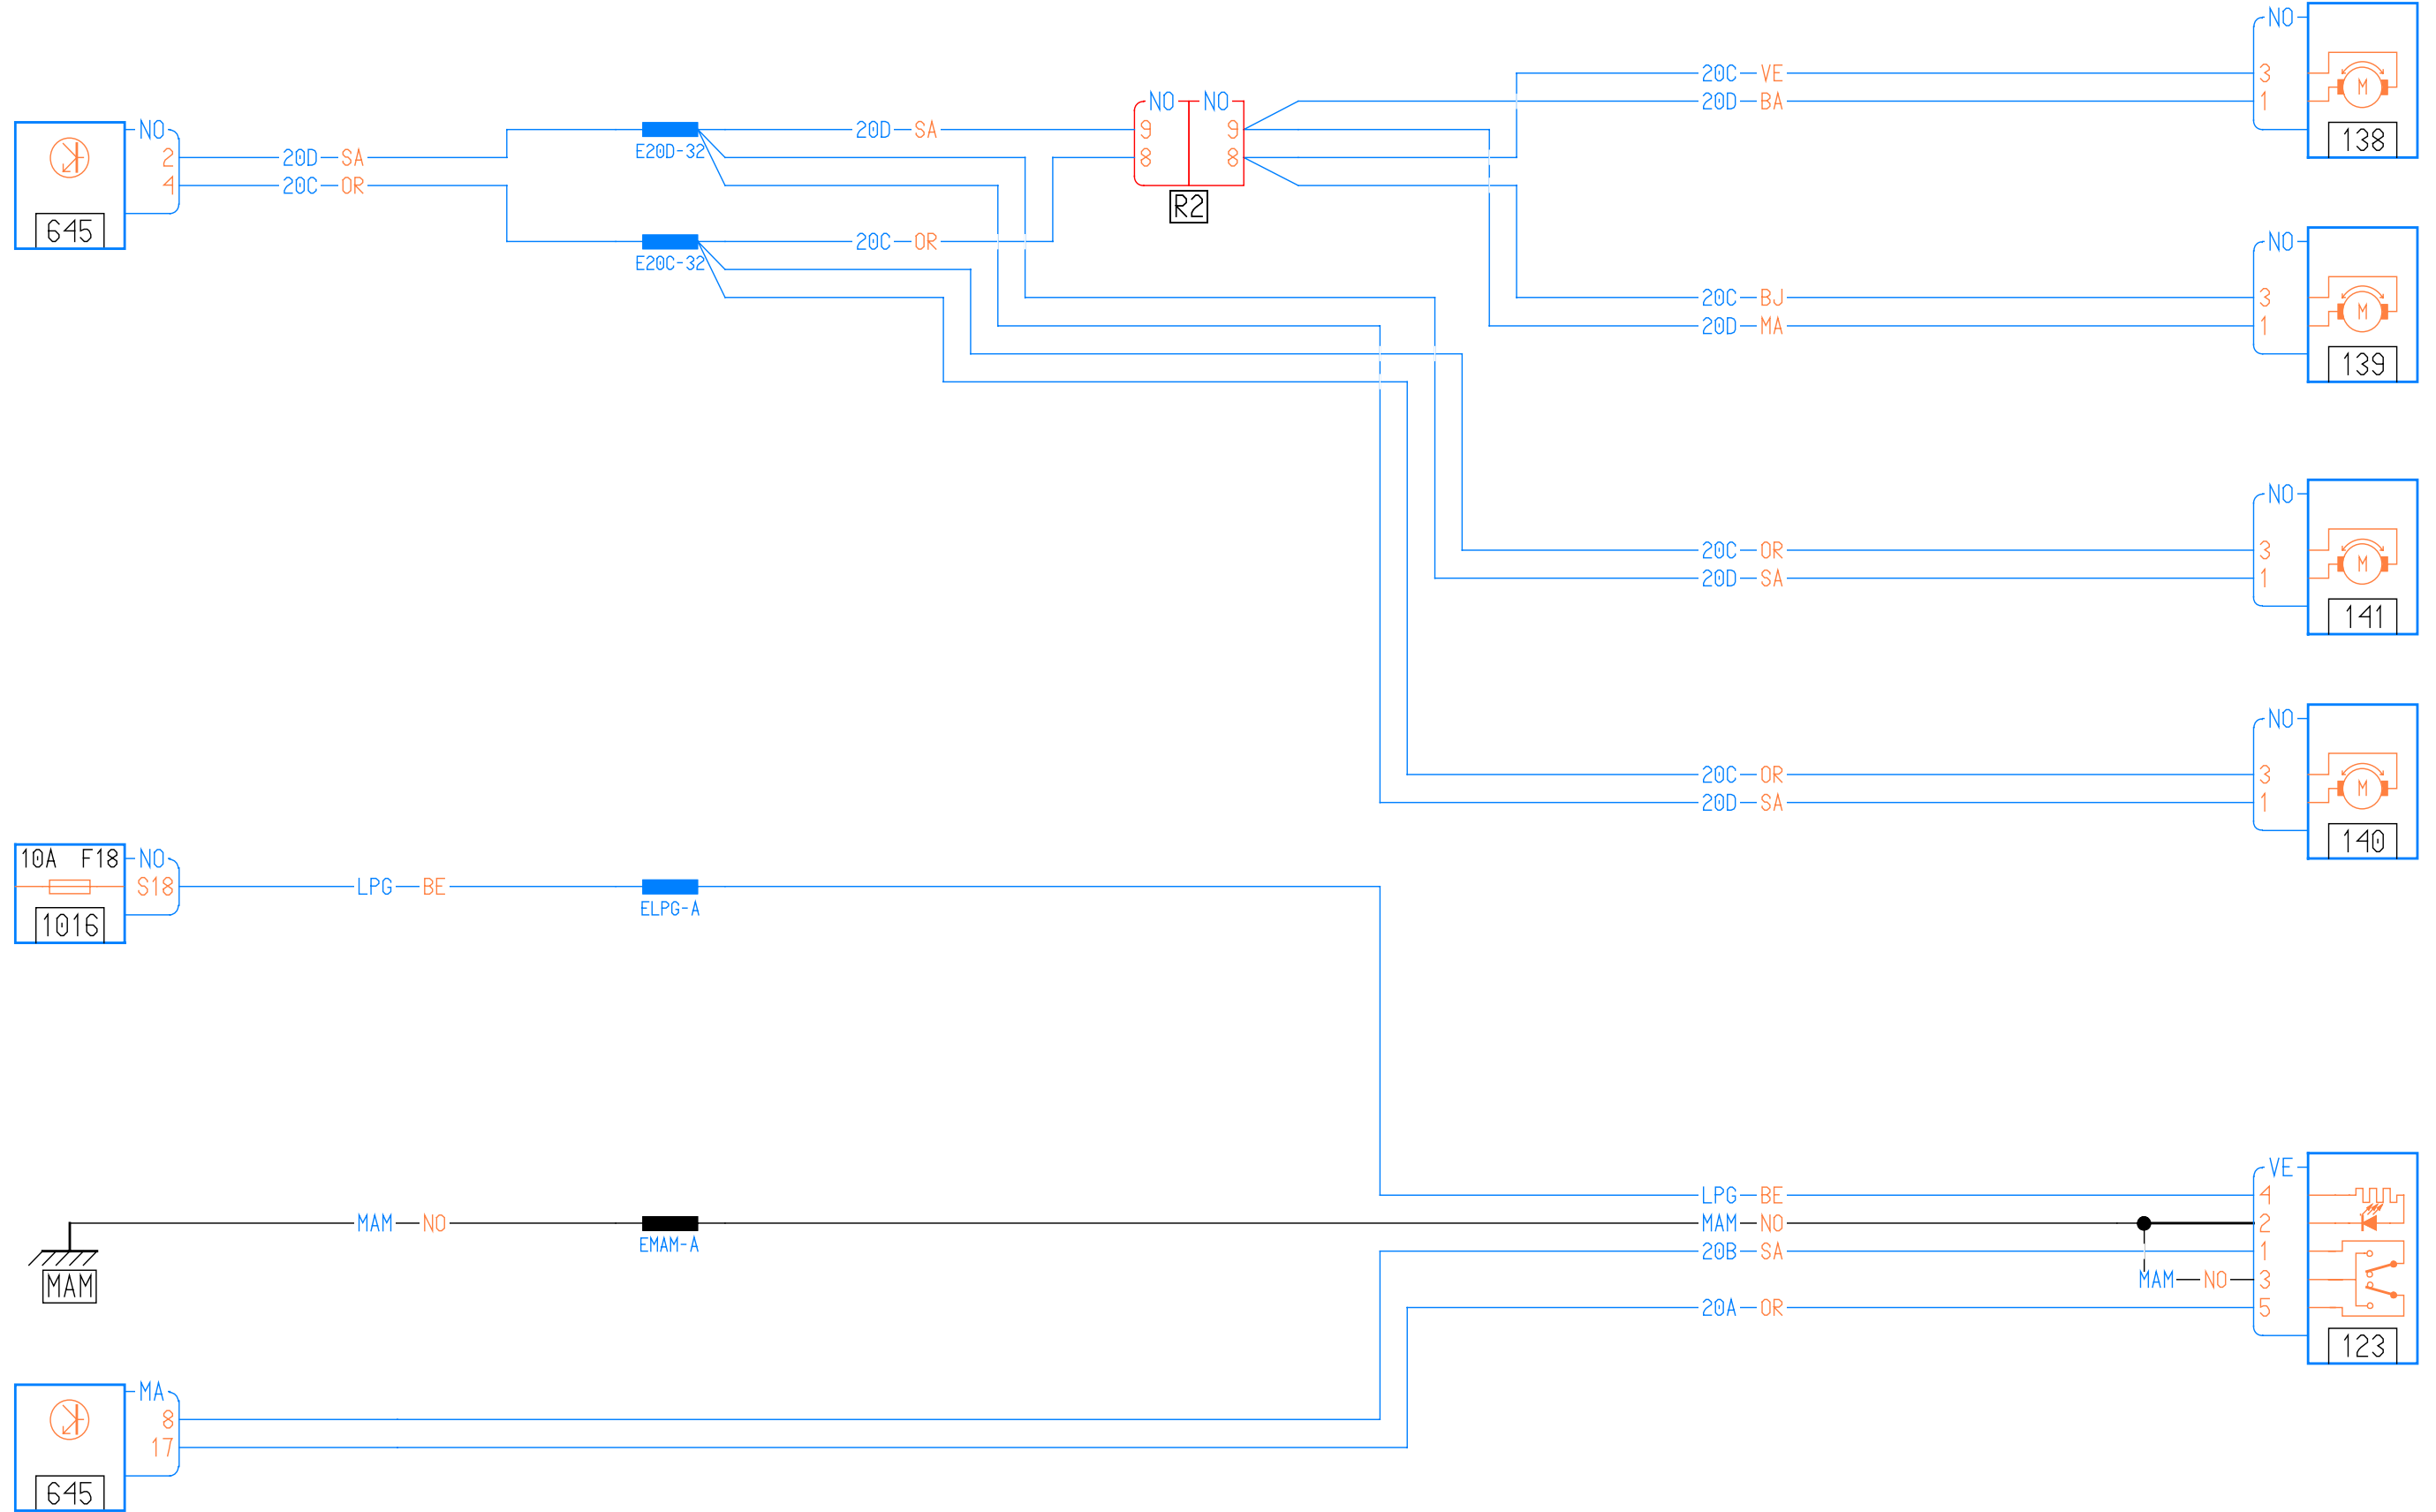 NO
20C VE 3
NO NO
20D BA 1
NO
9 20D SA 9
138
2 20D SA
E20D-32
8 8
4 20C OR
R2
645
NO
20C OR
E20C-32
20C BJ 3
20D MA 1
139
NO
20C OR 3
20D SA 1
141
NO
20C OR 3
20D SA 1
140
10A F18 NO
S18 LPG BE
ELPG-A
1016
VE
LPG BE 4
MAM NO MAM NO 2
EMAM-A
20B SA 1
MAM
MAM NO 3
20A OR 5
123
MA
8
17
645